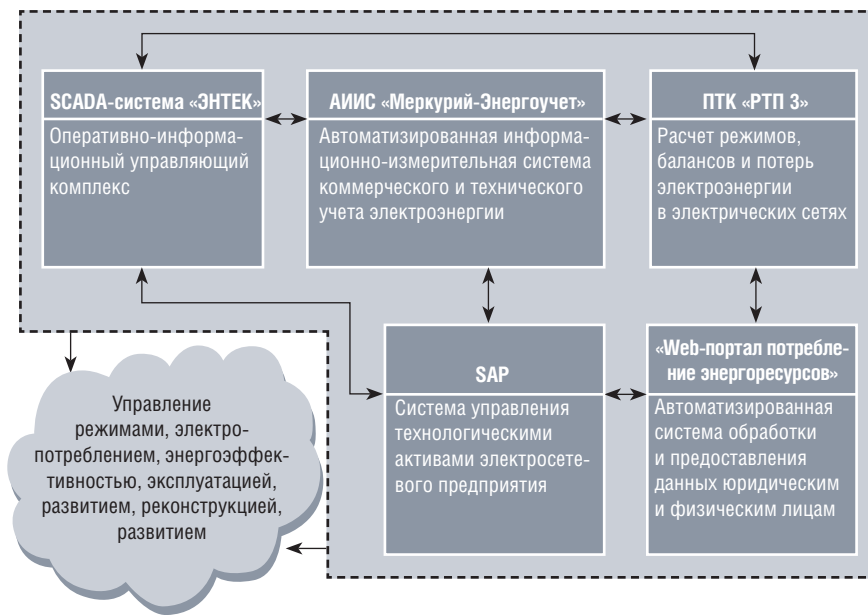 SCADA-система «ЭНТЕК»
Оперативно-инфома-
ционный управляющий
комплекс
АИИС «Меркурий-Энергоучет»
Автоматизированная информа-
ционно-измерительная система
коммерческого и технического
учета электроэнергии
ПТК «РТП 3»
Расчет режимов,
балансов и потерь
электроэнергии
в электрических сетях
SAP
Система управления
технологическими
активами электросете-
вого предприятия
«Web-портал потребле-
ние энергоресурсов»
Автоматизированная
система обработки
и предоставления
данных юридическим
и физическим лицам
Управление
режимами, электро-
потреблением, энергоэффек-
тивностью, эксплуатацией,
развитием, реконструкцией,
развитием